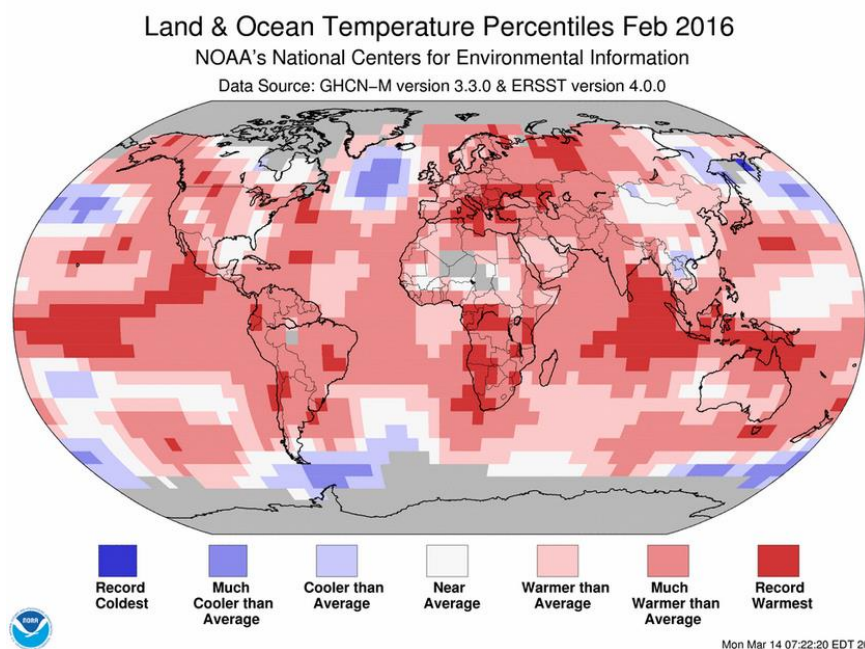 Land & Ocean Temperature Percentiles Feb 2016
NOAA's National Centers for Environmental Information
Data Source: GHCN−M version 3.3.0 & ERSST version 4.0.0
Record
Coldest
Much
Cooler than
Average
Cooler than
Average
Near
Average
Warmer than
Average
Much
Warmer than
Average
Record
Warmest
NOAA
Mon Mar 14 07:22:20 EDT 20